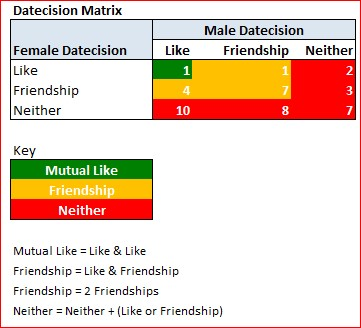 Datecision Matrix
Male Datecision
Female Datecision Like Friendship Neither
Like 1 1 2
Friendship 4 7 3
Neither 10 8 7
Key
Mutual Like
Friendship
Neither
Mutual Like = Like & Like
Friendship = Like & Friendship
Friendship = 2 Friendships
Neither = Neither + (Like or Friendship)